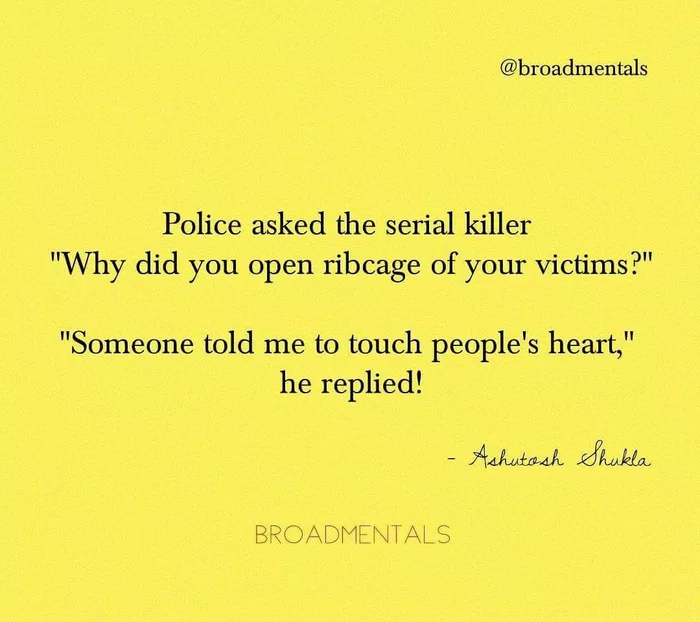 @broadmentals
Police asked the serial killer
"Why did you open ribcage of your victims?"
"Someone told me to touch people's heart,"
he replied!
- Ashutosh Shukla
BROADMENTALS